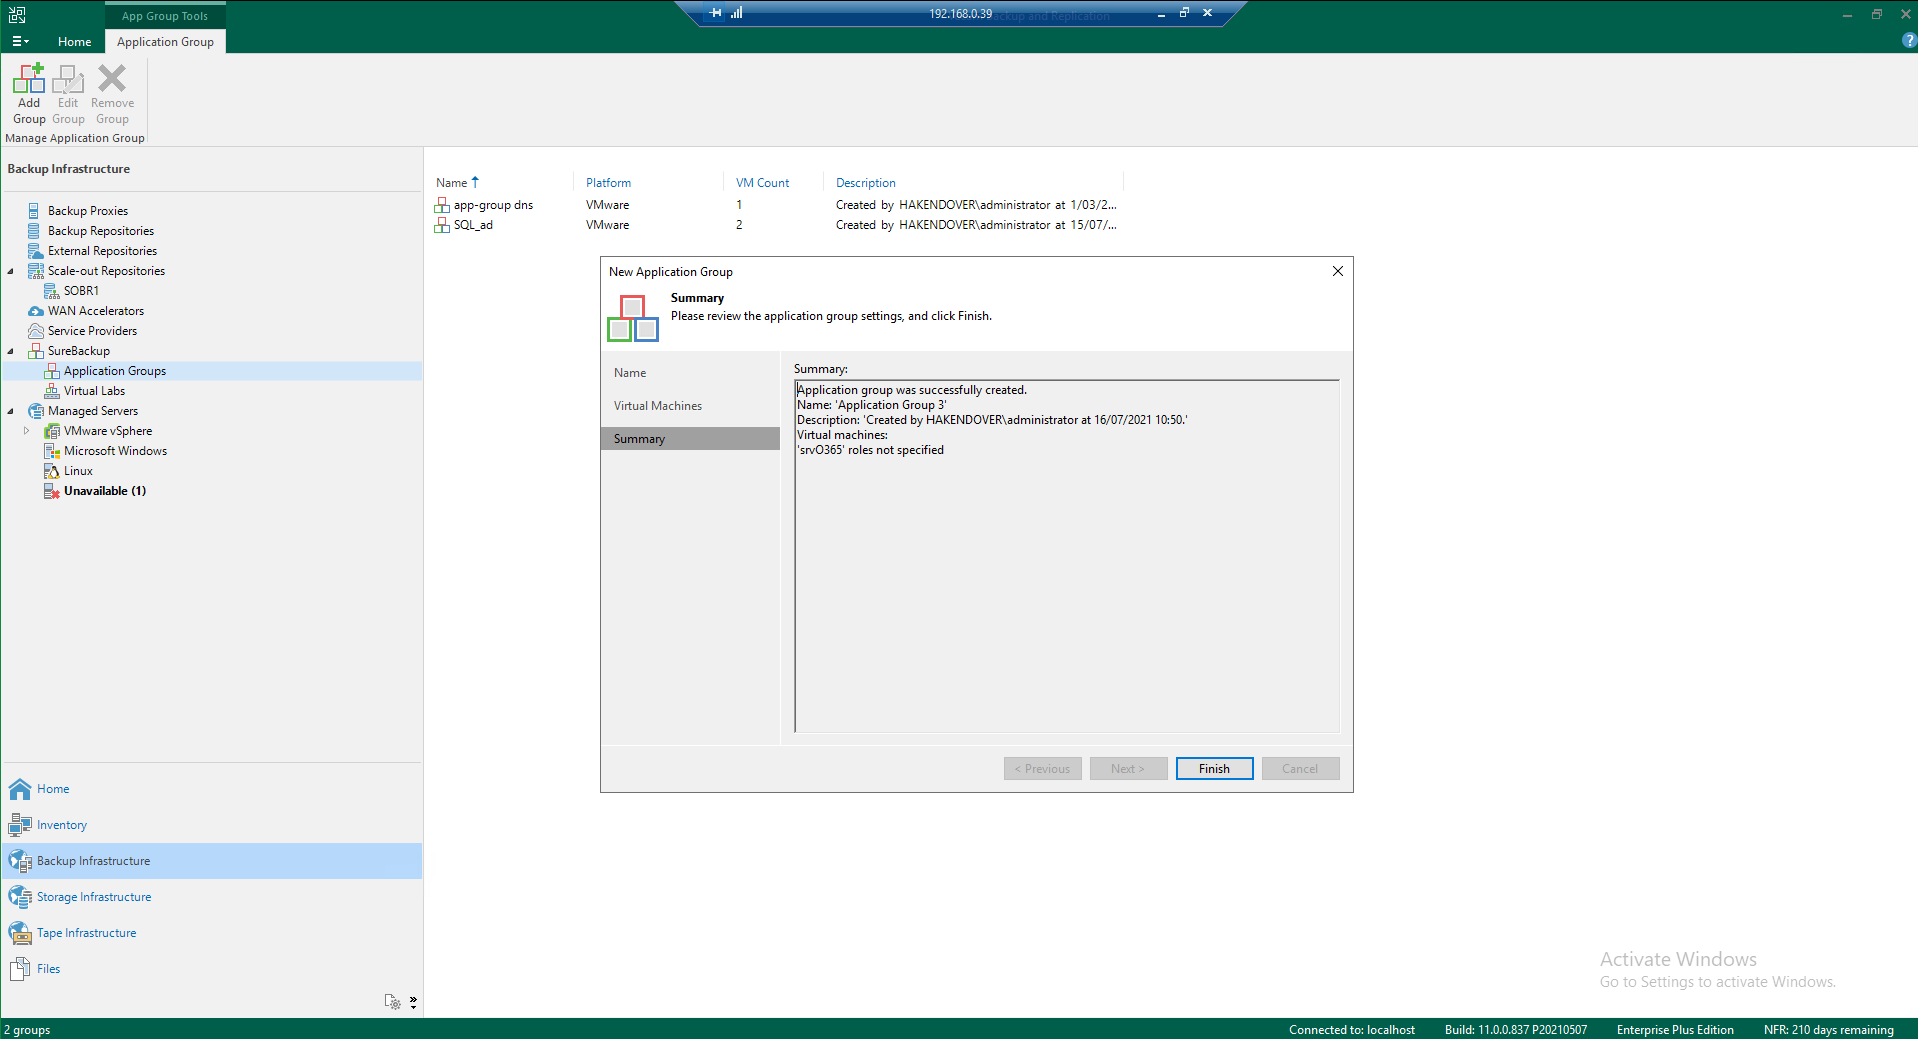 App Group Tools
192.168.0.39
Backup and Replication
Home
Application Group
Add Group
Edit Group
Remove Group
Manage Application Group
Backup Infrastructure
Backup Proxies
Backup Repositories
External Repositories
Scale-out Repositories
SOBR1
WAN Accelerators
Service Providers
SureBackup
Application Groups
Virtual Labs
Managed Servers
VMware vSphere
Microsoft Windows
Linux
Unavailable (1)
Home
Inventory
Backup Infrastructure
Storage Infrastructure
Tape Infrastructure
Files
Name Platform VM Count Description
app-group dns VMware 1 Created by HAKENDOVER\administrator at 1/03/2...
SQL_ad VMware 2 Created by HAKENDOVER\administrator at 15/07/...
New Application Group
Summary
Please review the application group settings, and click Finish.
Name
Virtual Machines
Summary
Summary:
Application group was successfully created.
Name: 'Application Group 3'
Description: 'Created by HAKENDOVER\administrator at 16/07/2021 10:50.'
Virtual machines:
'srvO365' roles not specified
< Previous
Next >
Finish
Cancel
Activate Windows
Go to Settings to activate Windows.
2 groups
Connected to: localhost
Build: 11.0.0.837 P20210507
Enterprise Plus Edition
NFR: 210 days remaining